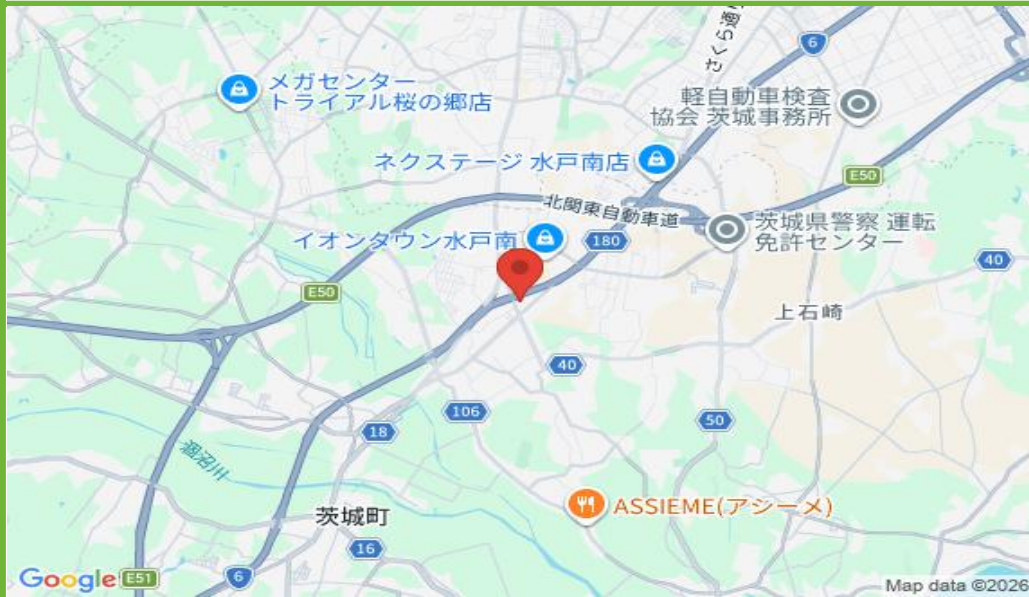 さくら通り
6
メガセンター
トライアル桜の郷店
軽自動車検査
協会 茨城事務所
ネクステージ 水戸南店
E50
北関東自動車道
茨城県警察 運転
免許センター
イオンタウン水戸南
180
40
E50
上石崎
40
106
50
18
涸沼川
ASSIEME(アシーメ)
茨城町
16
Google
E51
6
Map data ©2026